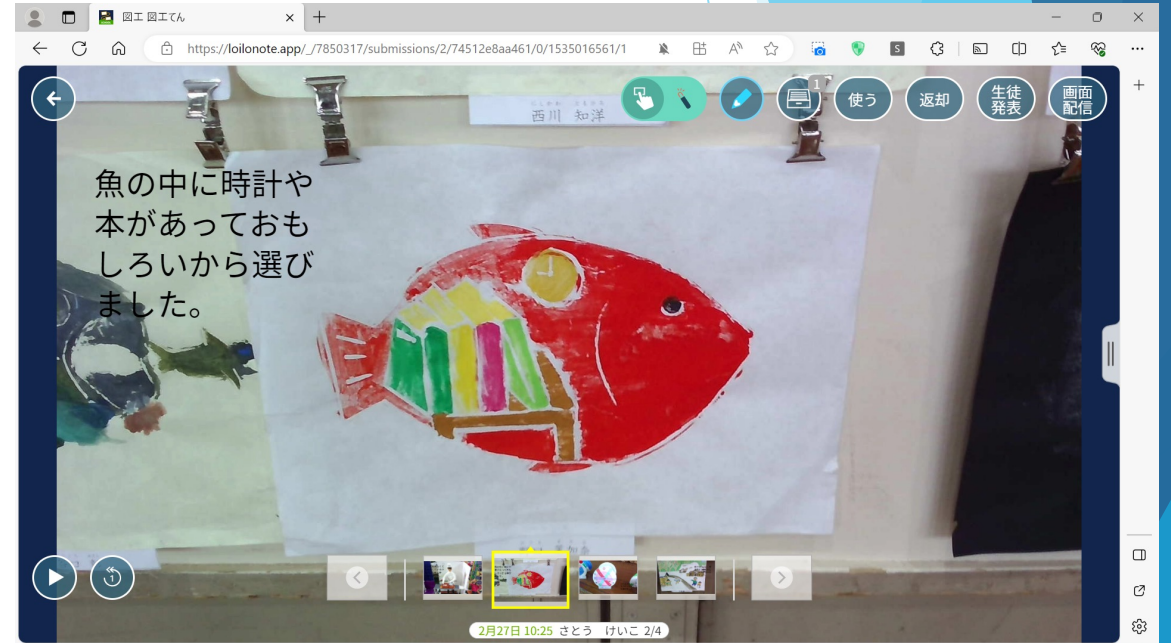 図工 図工てん
https://loilonote.app/_/7850317/submissions/2/74512e8aa461/0/1535016561/1
1
使う
返却
生徒
発表
画面
配信
西川 知洋
魚の中に時計や
本があっておも
しろいから選び
ました。
2月27日 10:25 さとう けいこ 2/4